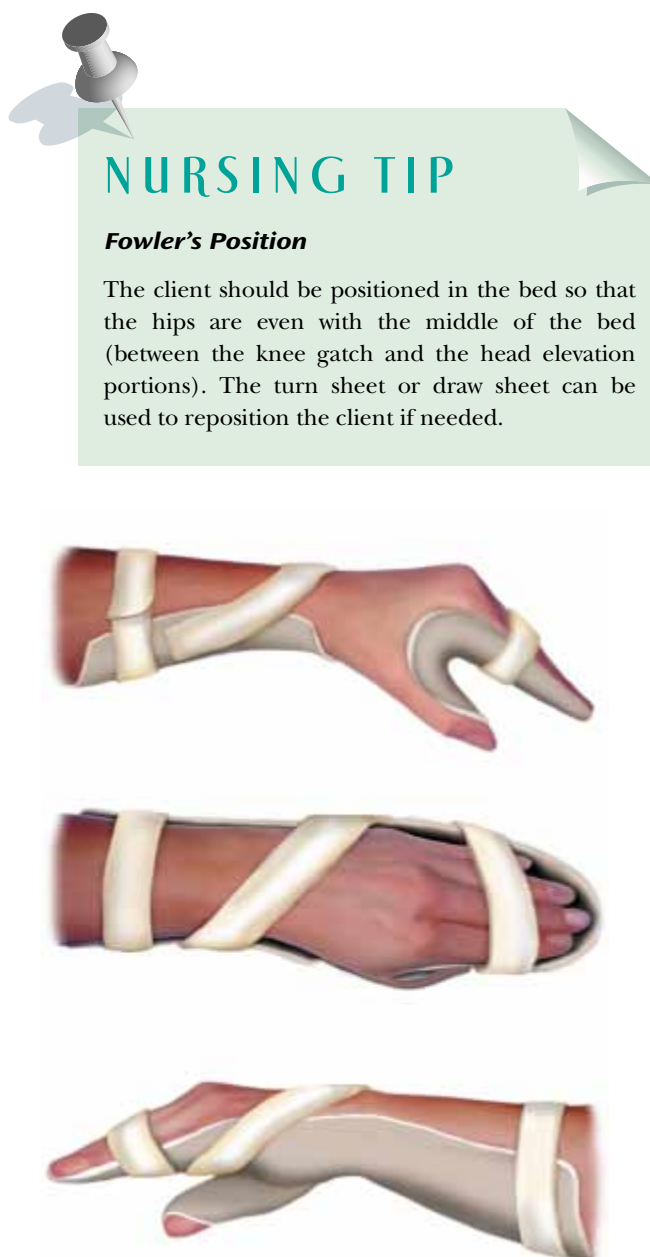 NURSING TIP
Fowler's Position
The client should be positioned in the bed so that
the hips are even with the middle of the bed
(between the knee gatch and the head elevation
portions). The turn sheet or draw sheet can be
used to reposition the client if needed.